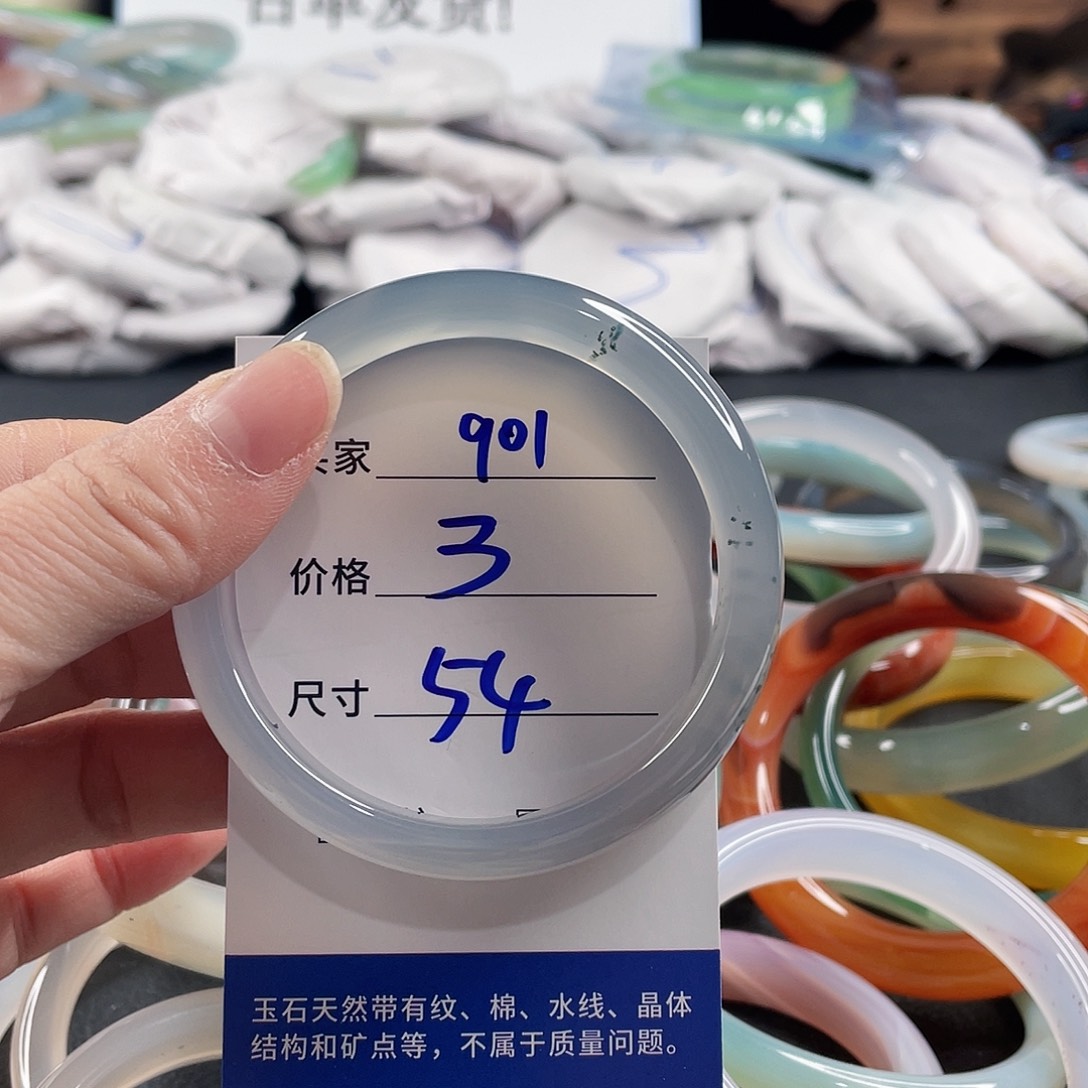 家 901
价格 3
尺寸 54
玉石天然带有纹、棉、水线、晶体
结构和矿点等，不属于质量问题。